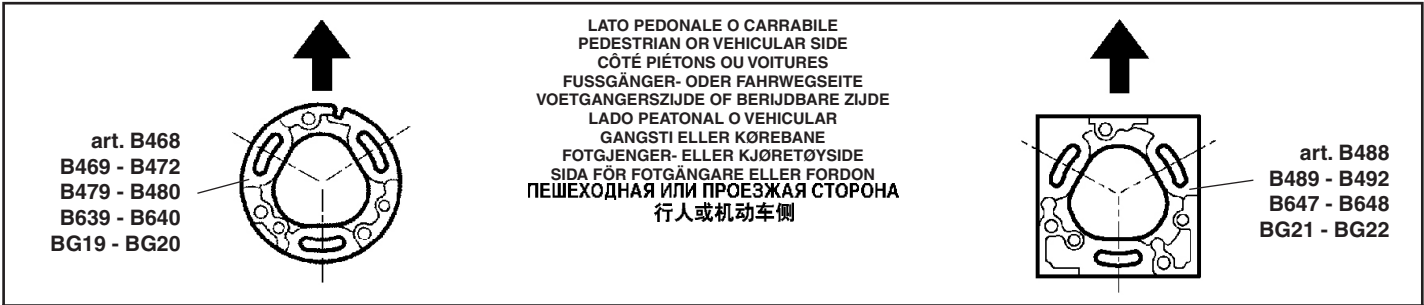 art. B468
B469 - B472
B479 - B480
B639 - B640
BG19 - BG20
LATO PEDONALE O CARRABILE
PEDESTRIAN OR VEHICULAR SIDE
CÔTÉ PIÉTONS OU VOITURES
FUSSGÄNGER- ODER FAHRWEGSEITE
VOETGANGERSZIJDE OF BERIJDBARE ZIJDE
LADO PEATONAL O VEHICULAR
GANGSTI ELLER KØREBANE
FOTGJENGER- ELLER KJØRETØYSIDE
SIDA FÖR FOTGÄNGARE ELLER FORDON
ПЕШЕХОДНАЯ ИЛИ ПРОЕЗЖАЯ СТОРОНА
行人或机动车侧
art. B488
B489 - B492
B647 - B648
BG21 - BG22